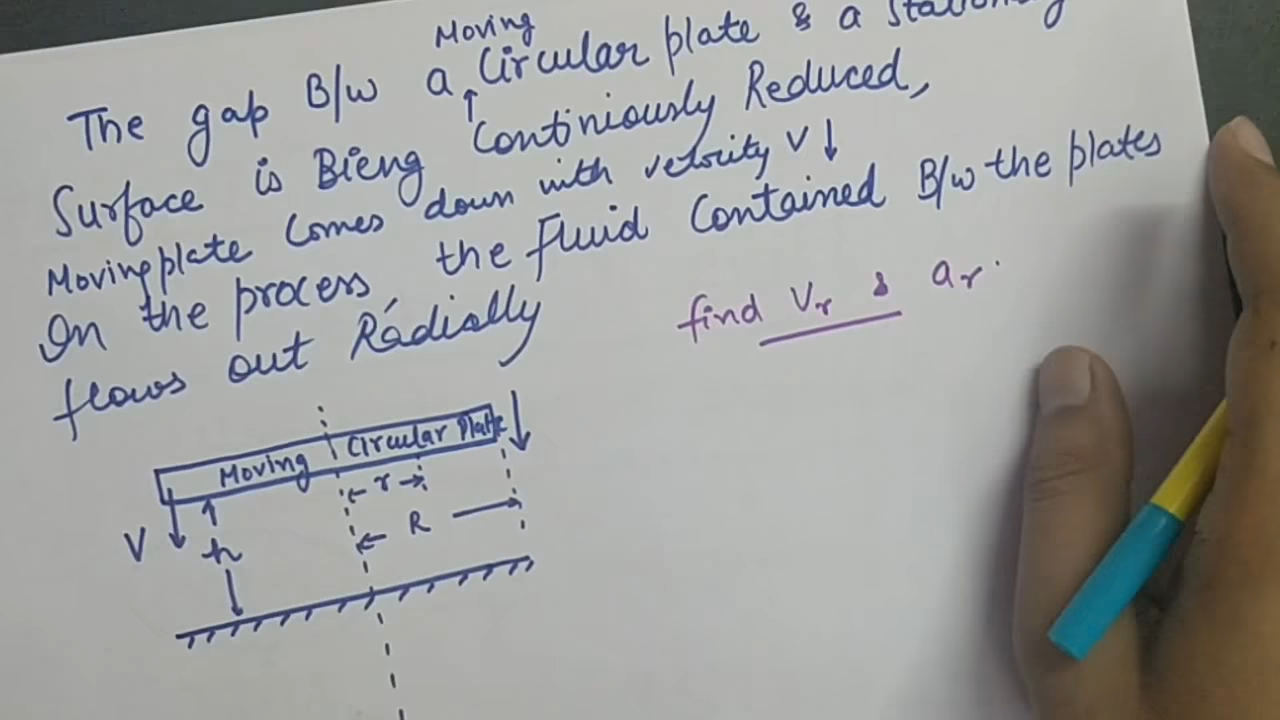 Moving
The gap B/w a Circular plate & a
Surface is Bieng Continiously Reduced,
Moving plate Comes down with velocity V ↓
In the process, the fluid Contained B/w the plates
flows out Radially
find Vr & ar.
Moving Circular Plate
r
V
h
R